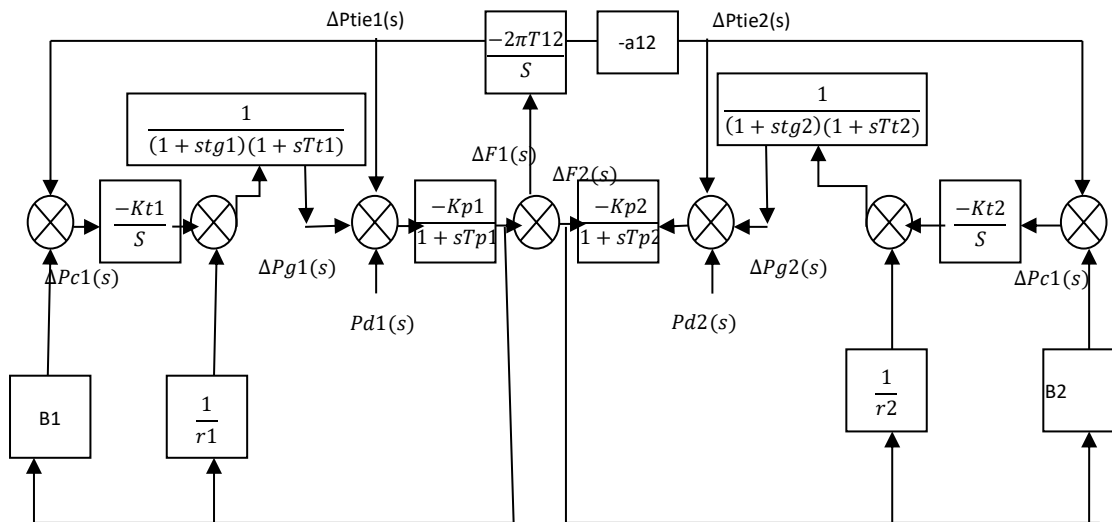 ΔPtie1(s)
ΔPtie2(s)
−2πT12
S
-a12
1
(1 + stg1)(1 + sTt1)
1
(1 + stg2)(1 + sTt2)
ΔF1(s)
ΔF2(s)
−Kt1
S
−Kp1
1 + sTp1
−Kp2
1 + sTp2
−Kt2
S
ΔPc1(s)
ΔPg1(s)
ΔPg2(s)
ΔPc1(s)
Pd1(s)
Pd2(s)
B1
1
r1
1
r2
B2